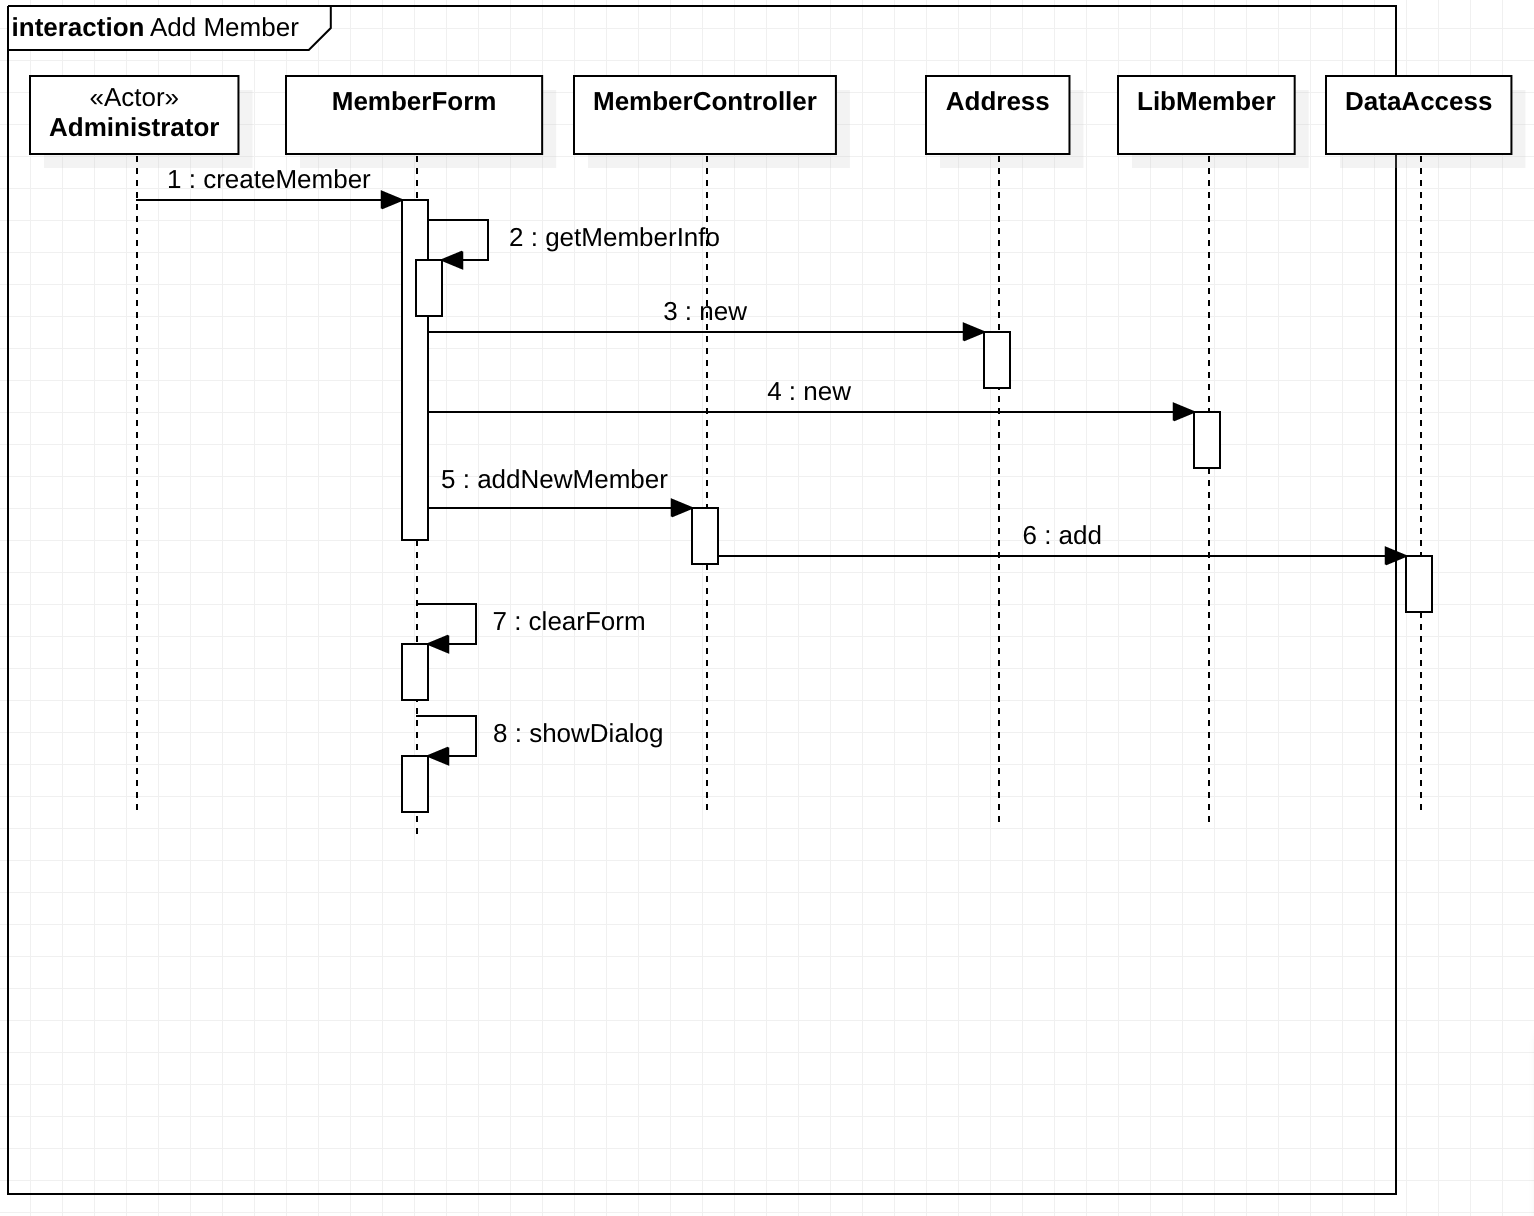 interaction Add Member
«Actor»
Administrator
MemberForm
MemberController
Address
LibMember
DataAccess
1 : createMember
2 : getMemberInfo
3 : new
4 : new
5 : addNewMember
6 : add
7 : clearForm
8 : showDialog